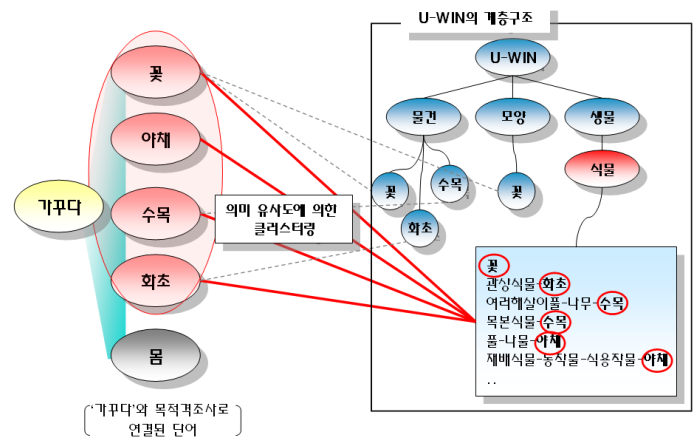 U-WIN의 계층구조
U-WIN
꽃
물건
모양
생물
야채
식물
가꾸다
수목
꽃
수목
꽃
의미 유사도에 의한
클러스터링
화초
화초
꽃
관상식물-화초
여러해살이풀-나무-수목
목본식물-수목
풀-나물-야채
재배식물-농작물-식용작물-야채
..
몸
'가꾸다'와 목적격조사로
연결된 단어